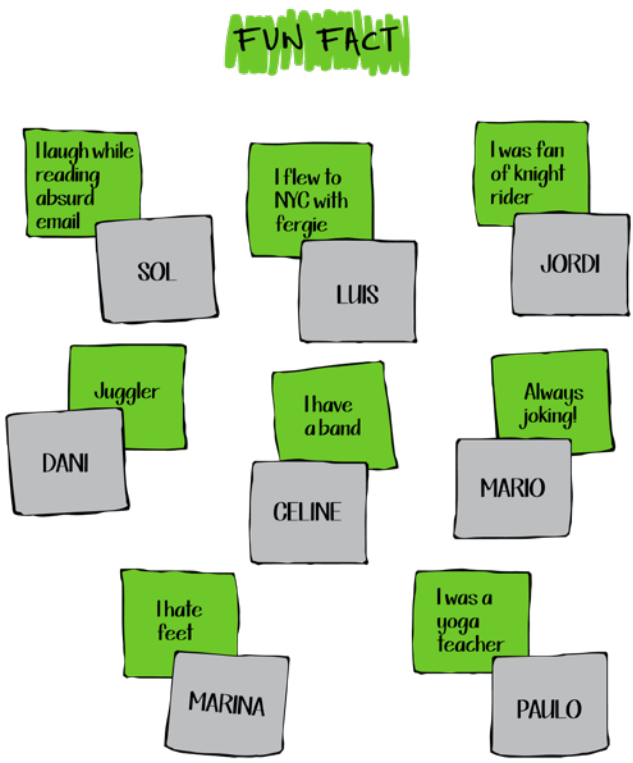 FUN FACT
I laugh while
reading
absurd
email
SOL
I flew to
NYC with
fergie
LUIS
I was fan
of knight
rider
JORDI
Juggler
DANI
I have
a band
CELINE
Always
joking!
MARIO
I hate
feet
MARINA
I was a
yoga
teacher
PAULO